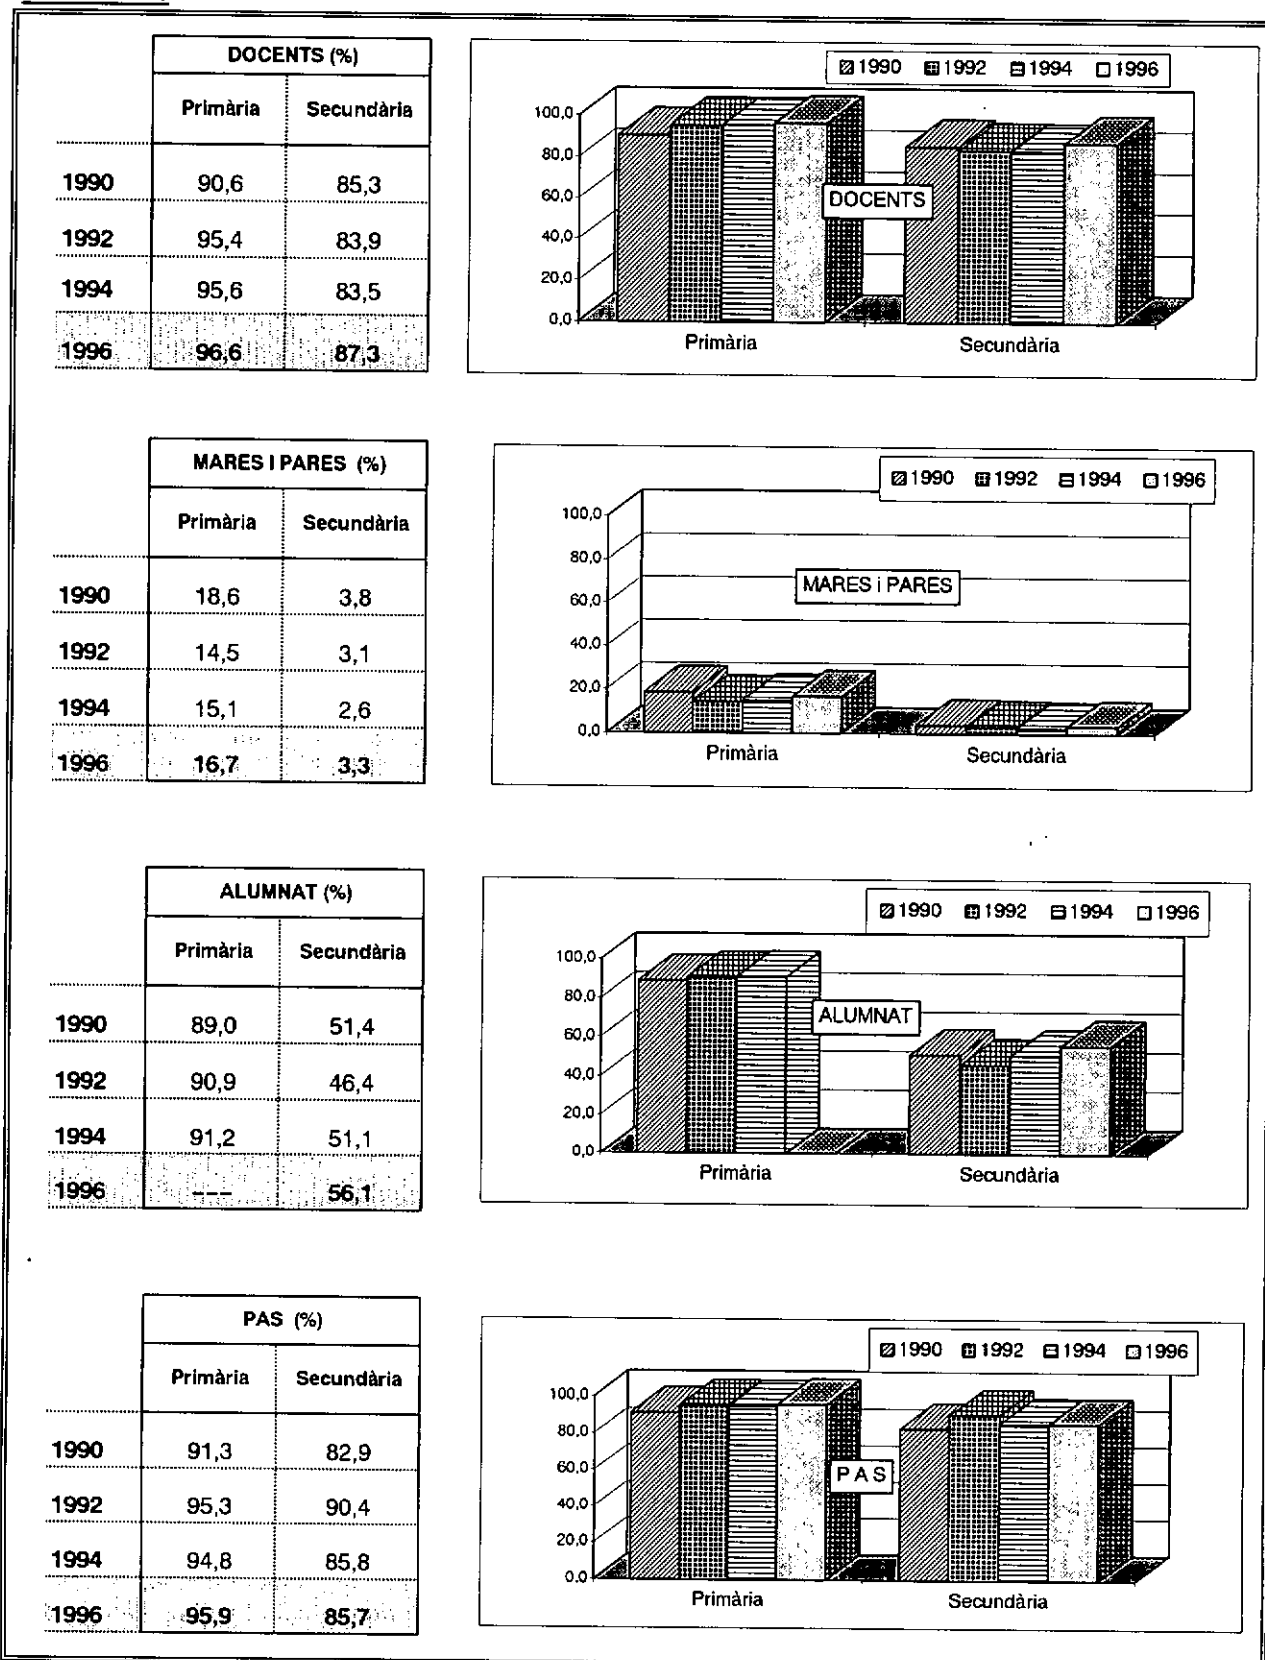 DOCENTS (%)
Primària Secundària
1990 90,6 85,3
1992 95,4 83,9
1994 95,6 83,5
1996 96,6 87,3
1990 1992 1994 1996
100,0
80,0
60,0
40,0
20,0
0,0
DOCENTS
Primària Secundària
MARES I PARES (%)
Primària Secundària
1990 18,6 3,8
1992 14,5 3,1
1994 15,1 2,6
1996 16,7 3,3
1990 1992 1994 1996
100,0
80,0
60,0
40,0
20,0
0,0
MARES i PARES
Primària Secundària
ALUMNAT (%)
Primària Secundària
1990 89,0 51,4
1992 90,9 46,4
1994 91,2 51,1
1996 --- 56,1
1990 1992 1994 1996
100,0
80,0
60,0
40,0
20,0
0,0
ALUMNAT
Primària Secundària
PAS (%)
Primària Secundària
1990 91,3 82,9
1992 95,3 90,4
1994 94,8 85,8
1996 95,9 85,7
1990 1992 1994 1996
100,0
80,0
60,0
40,0
20,0
0,0
P A S
Primària Secundària